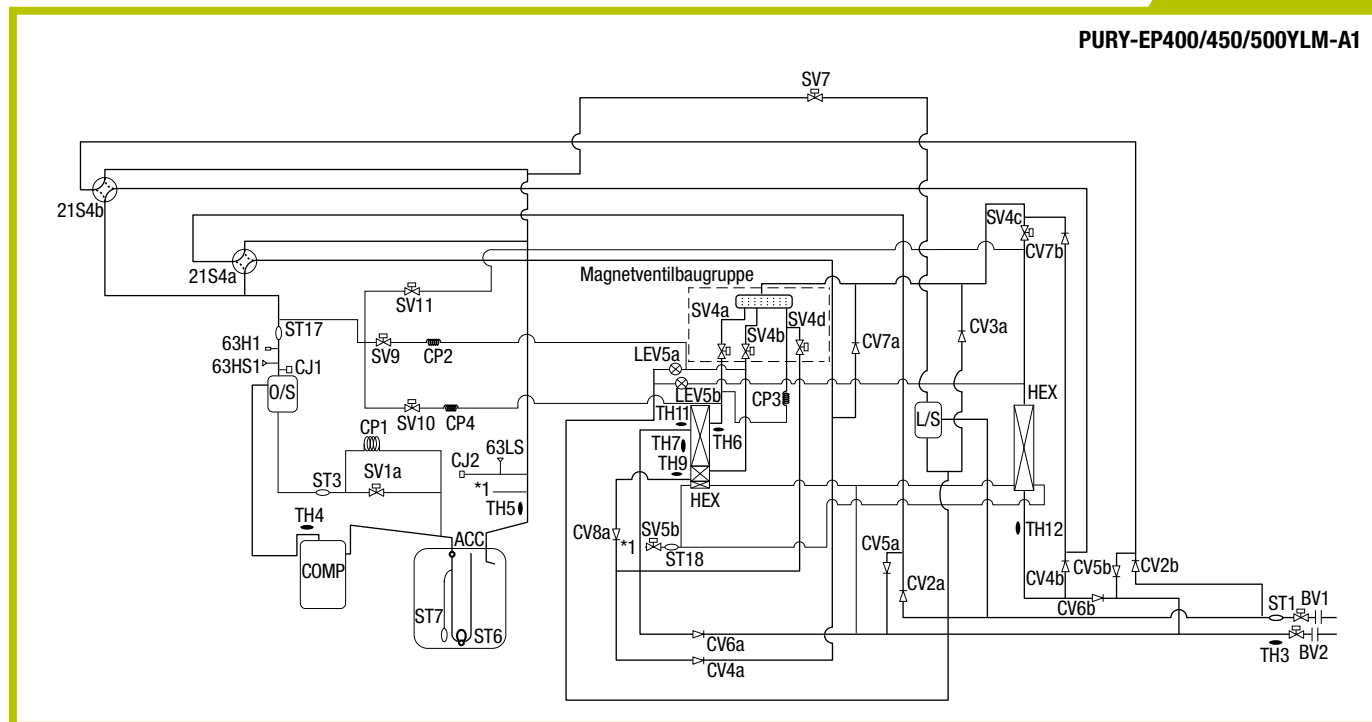 PURY-EP400/450/500YLM-A1
SV7
21S4b
SV4c
CV7b
21S4a
Magnetventilbaugruppe
SV11
SV4a
SV4b
SV4d
CV3a
ST17
63H1
SV9
CP2
CV7a
63HS1
CJ1
LEV5a
O/S
LEV5b
CP3
HEX
SV10
CP4
TH11
L/S
CP1
TH7
TH6
63LS
CJ2
TH9
SV1a
ST3
*1
HEX
TH5
TH4
CV8a
SV5b
TH12
*1
ACC
ST18
CV5a
COMP
CV4b
CV5b
CV2b
CV2a
ST7
CV6b
ST1
BV1
ST6
CV6a
TH3
BV2
CV4a